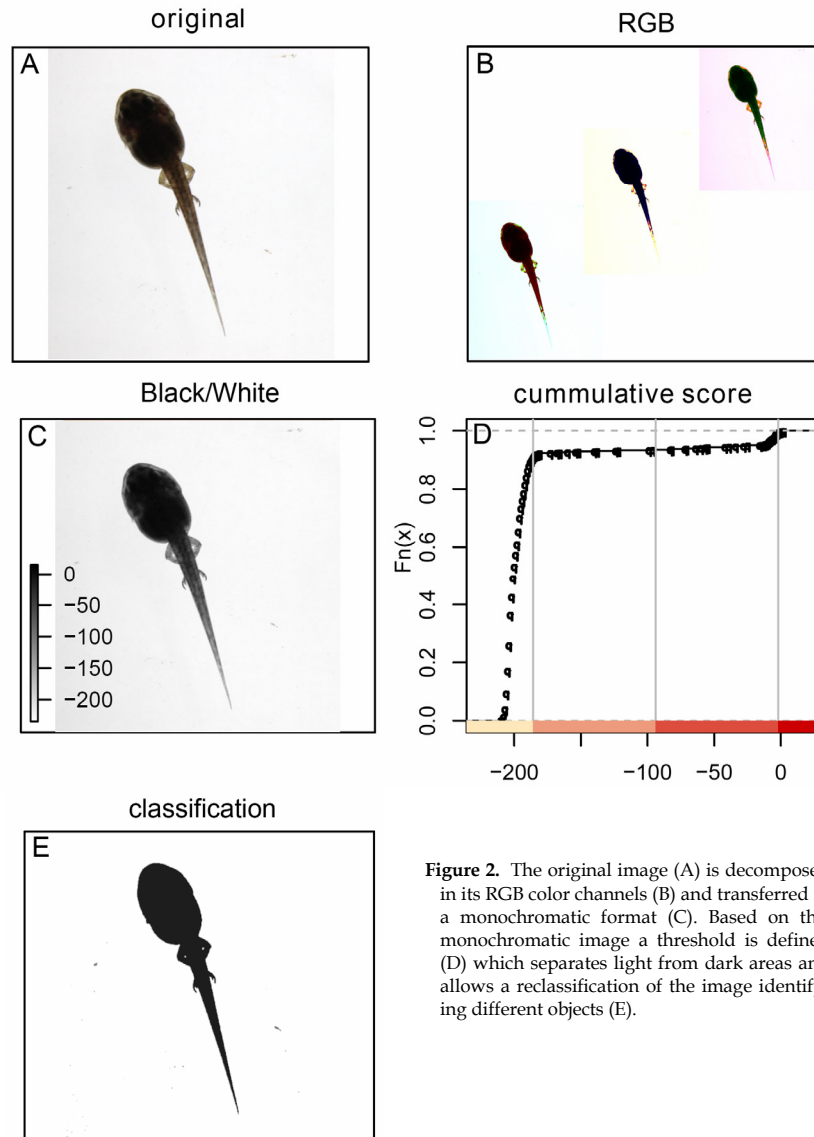 original
RGB
A
B
Black/White
cummulative score
C
D
0
−50
−100
−150
−200
Fn(x)
1.0
0.8
0.6
0.4
0.2
0.0
−200
−100
−50
0
classification
E
Figure 2. The original image (A) is decompose
in its RGB color channels (B) and transferred
a monochromatic format (C). Based on th
monochromatic image a threshold is define
(D) which separates light from dark areas an
allows a reclassification of the image identify
ing different objects (E).